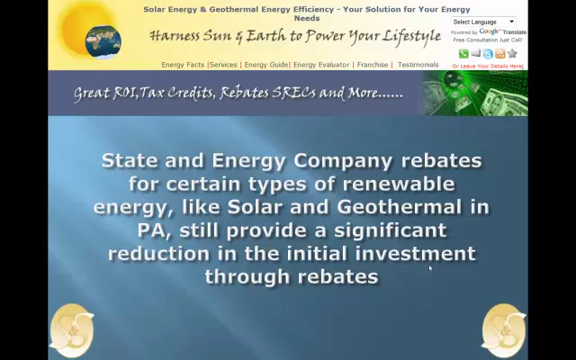 Solar Energy & Geothermal Energy Efficiency - Your Solution for Your Energy
Needs
Select Language
Powered by Google Translate
Harness Sun & Earth to Power Your Lifestyle
Free Consultation Just Call!
Energy Facts | Services | Energy Guide | Energy Evaluator | Franchise | Testimonials
Or Leave Your Details Here!
Great ROI,Tax Credits, Rebates SRECs and More......
State and Energy Company rebates
for certain types of renewable
energy, like Solar and Geothermal in
PA, still provide a significant
reduction in the initial investment
through rebates